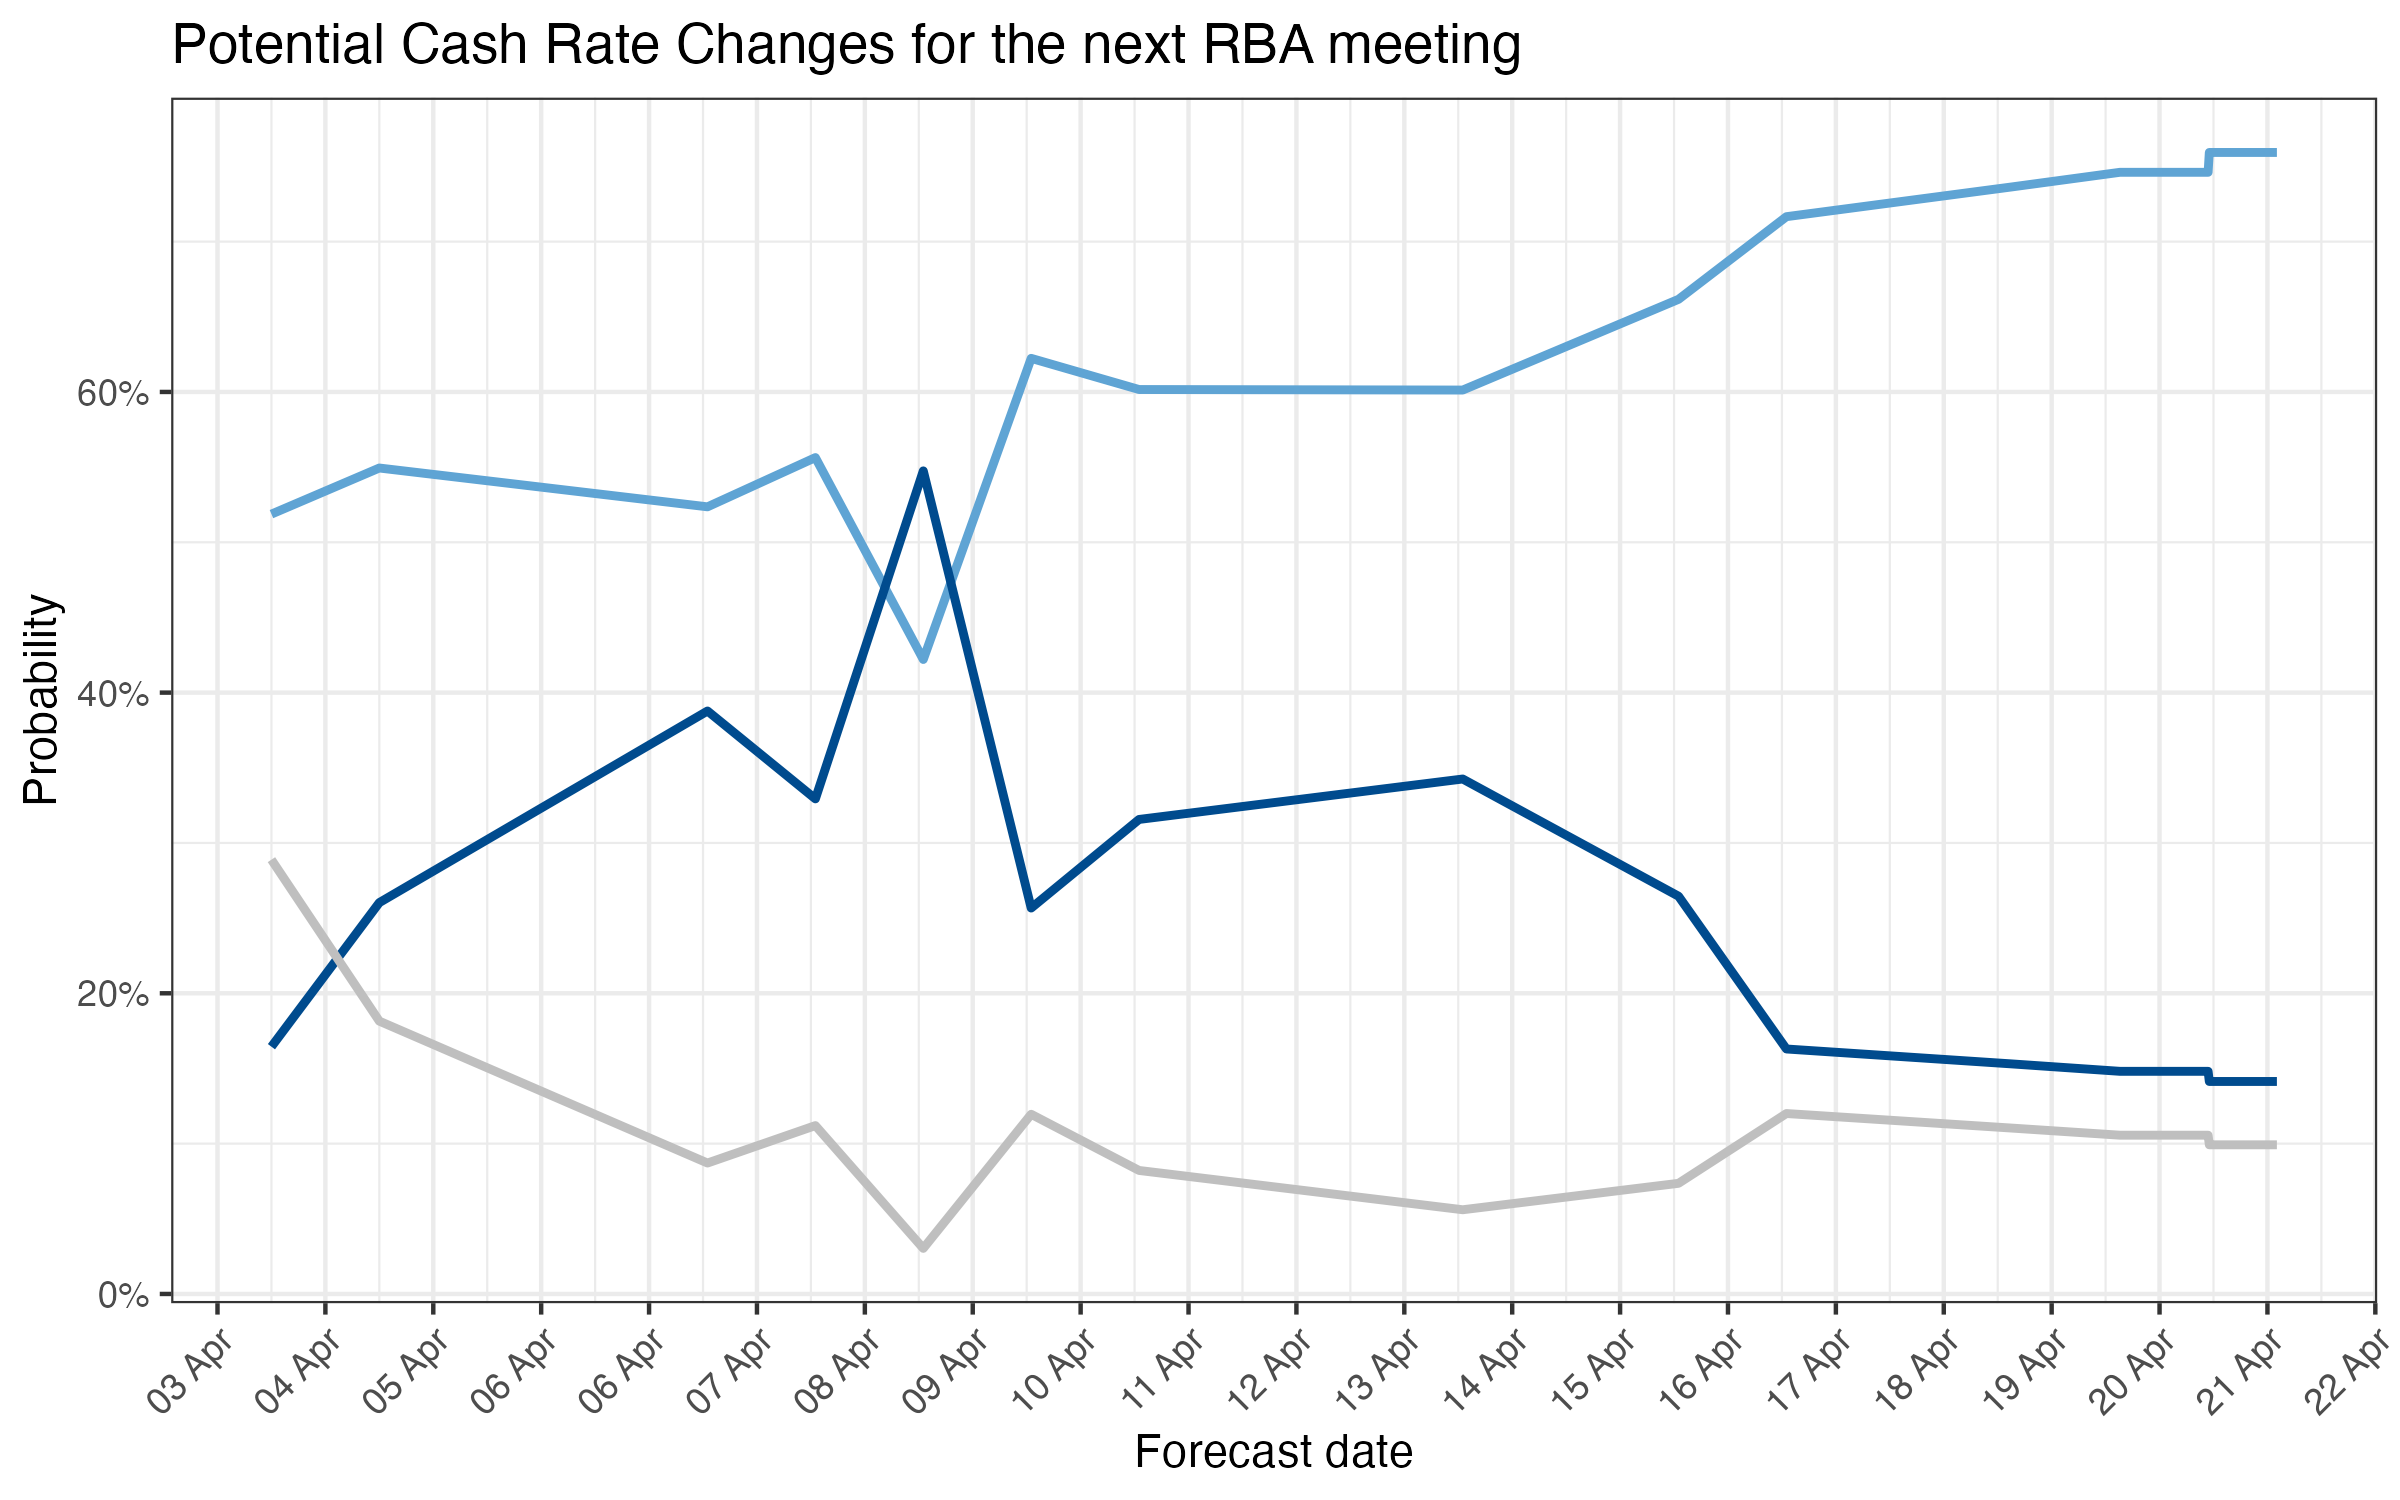 Potential Cash Rate Changes for the next RBA meeting
Probability
60%
40%
20%
0%
03 Apr
04 Apr
05 Apr
06 Apr
06 Apr
07 Apr
08 Apr
09 Apr
10 Apr
11 Apr
12 Apr
13 Apr
14 Apr
15 Apr
16 Apr
17 Apr
18 Apr
19 Apr
20 Apr
21 Apr
22 Apr
Forecast date